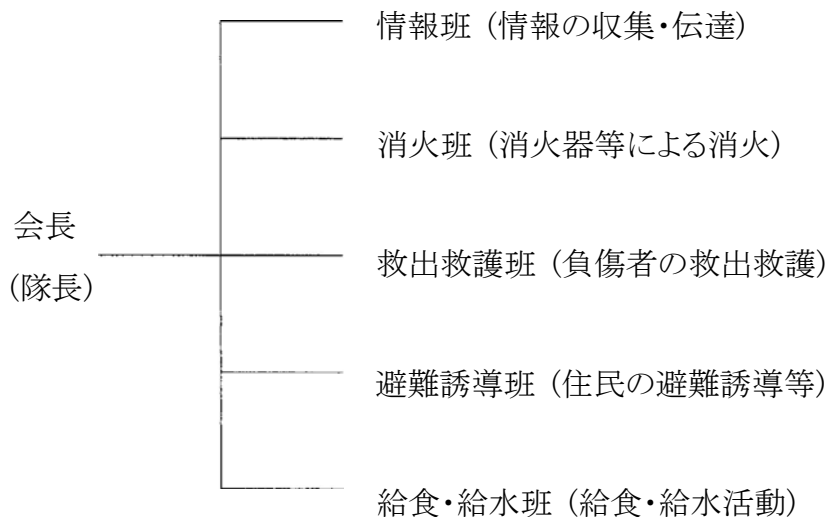 情報班（情報の収集・伝達）
消火班（消火器等による消火）
会長
（隊長）
救出救護班（負傷者の救出救護）
避難誘導班（住民の避難誘導等）
給食・給水班（給食・給水活動）